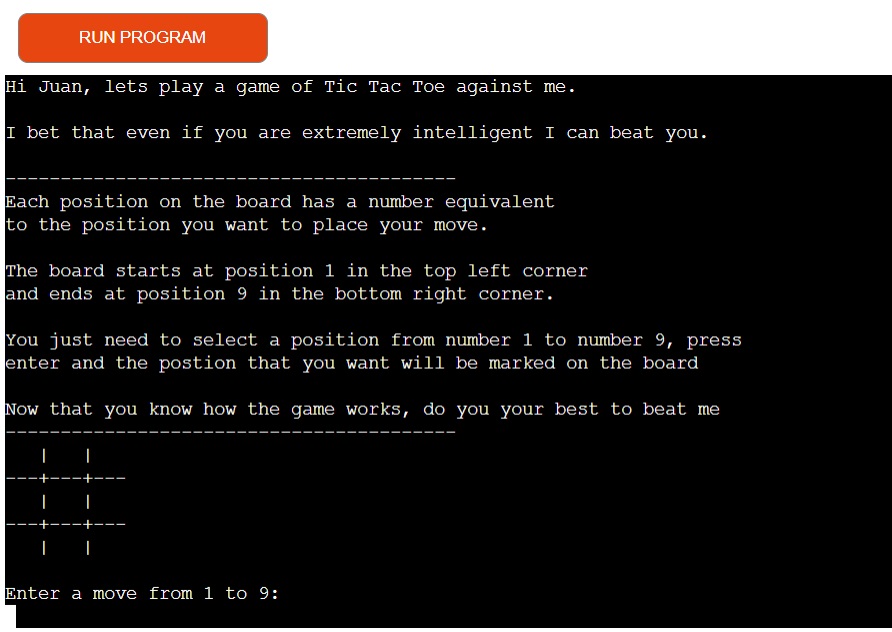 RUN PROGRAM
Hi Juan, lets play a game of Tic Tac Toe against me.
I bet that even if you are extremely intelligent I can beat you.
-----------------------------------------
Each position on the board has a number equivalent
to the position you want to place your move.
The board starts at position 1 in the top left corner
and ends at position 9 in the bottom right corner.
You just need to select a position from number 1 to number 9, press
enter and the postion that you want will be marked on the board
Now that you know how the game works, do you your best to beat me
-----------------------------------------
   |   |
---+---+---
   |   |
---+---+---
   |   |
Enter a move from 1 to 9: